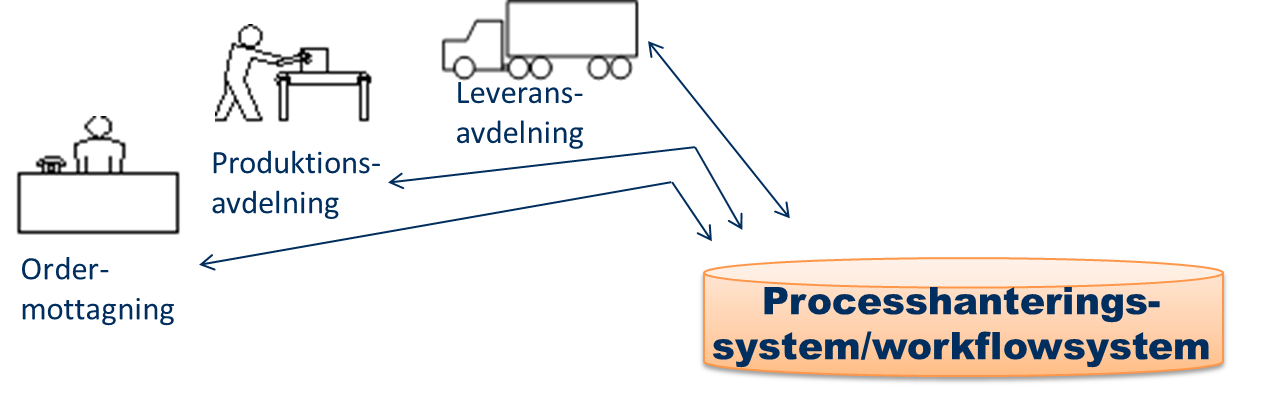 Leverans-
avdelning
Produktions-
avdelning
Order-
mottagning
Processhanterings-
system/workflowsystem